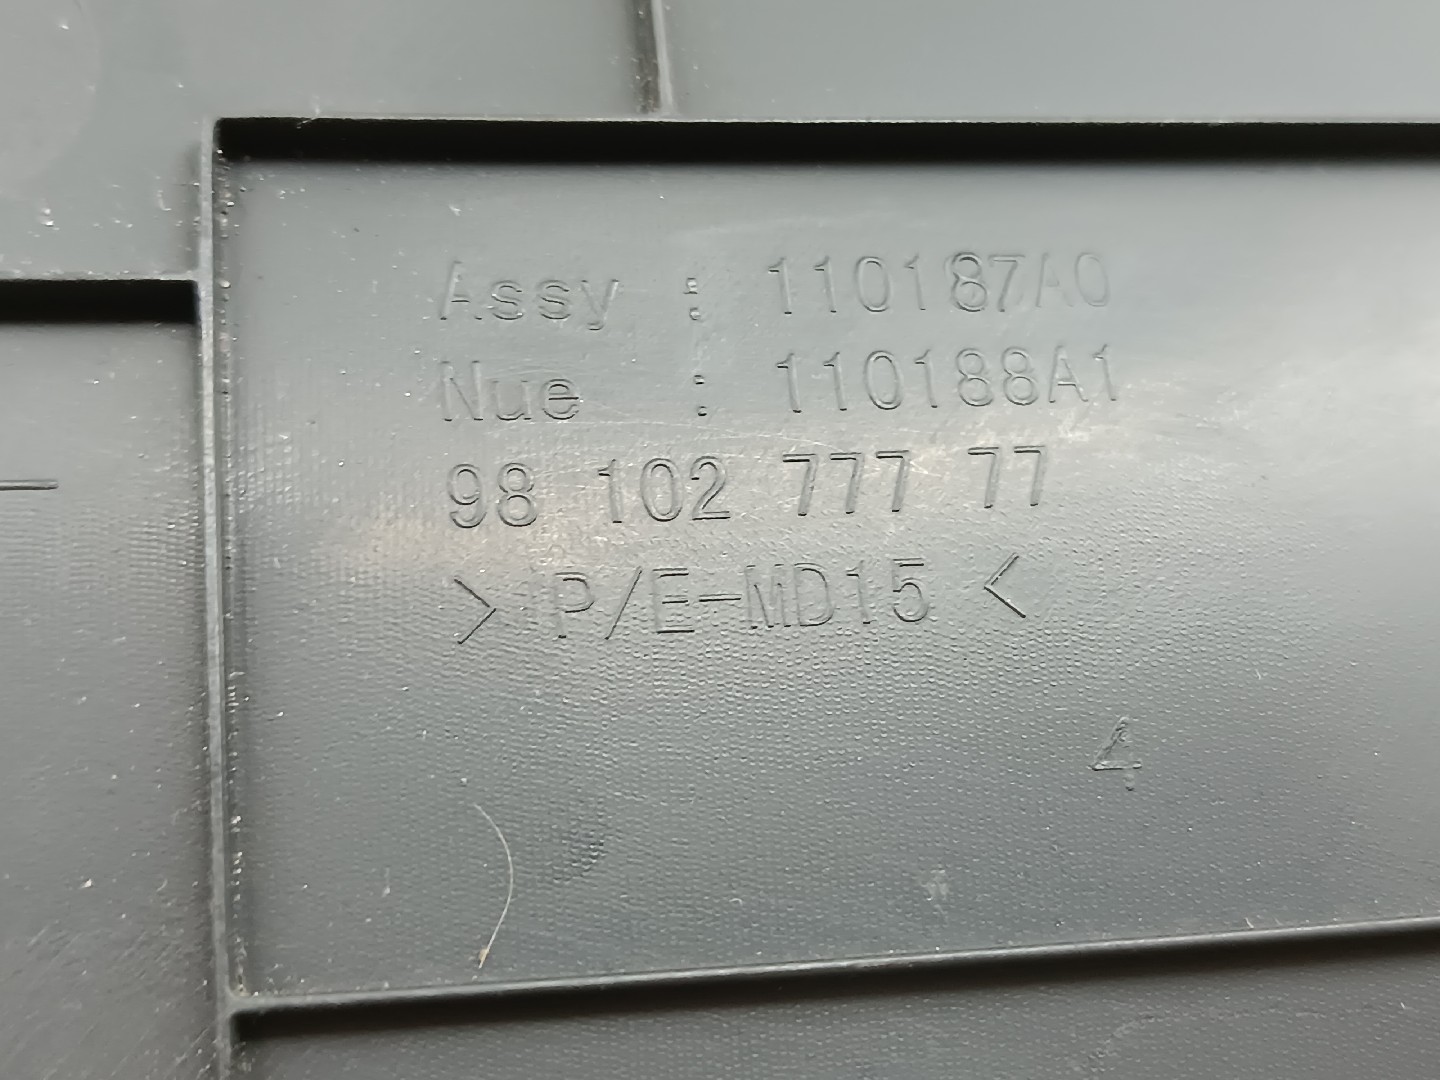 Assy : 110187A0
Nue : 110188A1
98 102 777 77
> P/E-MD15 <
4